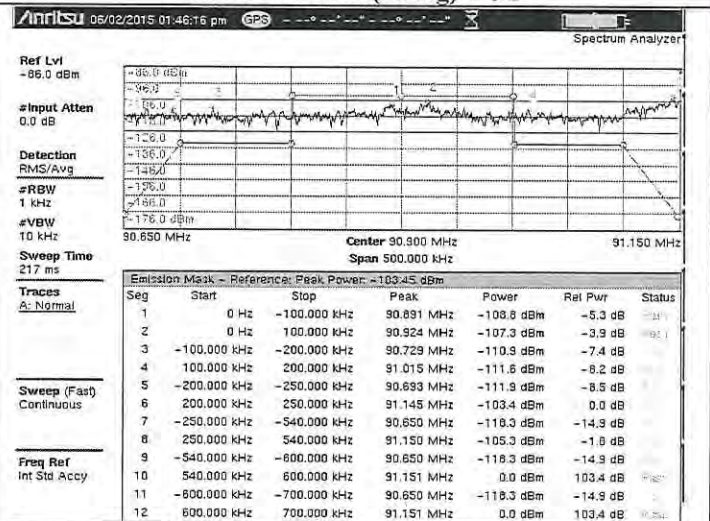 Anritsu 06/02/2015 01:46:16 pm GPS
Spectrum Analyzer
Ref Lvl
-86.0 dBm
#Input Atten
0.0 dB
Detection
RMS/Avg
#RBW
1 kHz
#VBW
10 kHz
Sweep Time
217 ms
Traces
A: Normal
Sweep (Fast)
Continuous
Freq Ref
Int Std Accy
-86.0 dBm
-96.0
-106.0
-126.0
-136.0
-146.0
-156.0
-166.0
-176.0 dBm
1 2
3
4
90.650 MHz Center 90.900 MHz 91.150 MHz
Span 500.000 kHz
Emission Mask - Reference: Peak Power: -103.45 dBm
Seg Start Stop Peak Power Rel Pwr Status
1 0 Hz -100.000 kHz 90.891 MHz -108.8 dBm -5.3 dB
2 0 Hz 100.000 kHz 90.924 MHz -107.3 dBm -3.9 dB
3 -100.000 kHz -200.000 kHz 90.729 MHz -110.9 dBm -7.4 dB
4 100.000 kHz 200.000 kHz 91.015 MHz -111.6 dBm -8.2 dB
5 -200.000 kHz -250.000 kHz 90.693 MHz -111.9 dBm -8.5 dB
6 200.000 kHz 250.000 kHz 91.145 MHz -103.4 dBm 0.0 dB
7 -250.000 kHz -540.000 kHz 90.650 MHz -118.3 dBm -14.9 dB
8 250.000 kHz 540.000 kHz 91.150 MHz -105.3 dBm -1.8 dB
9 -540.000 kHz -600.000 kHz 90.650 MHz -118.3 dBm -14.9 dB
10 540.000 kHz 600.000 kHz 91.151 MHz 0.0 dBm 103.4 dB
11 -600.000 kHz -700.000 kHz 90.650 MHz -118.3 dBm -14.9 dB
12 600.000 kHz 700.000 kHz 91.151 MHz 0.0 dBm 103.4 dB